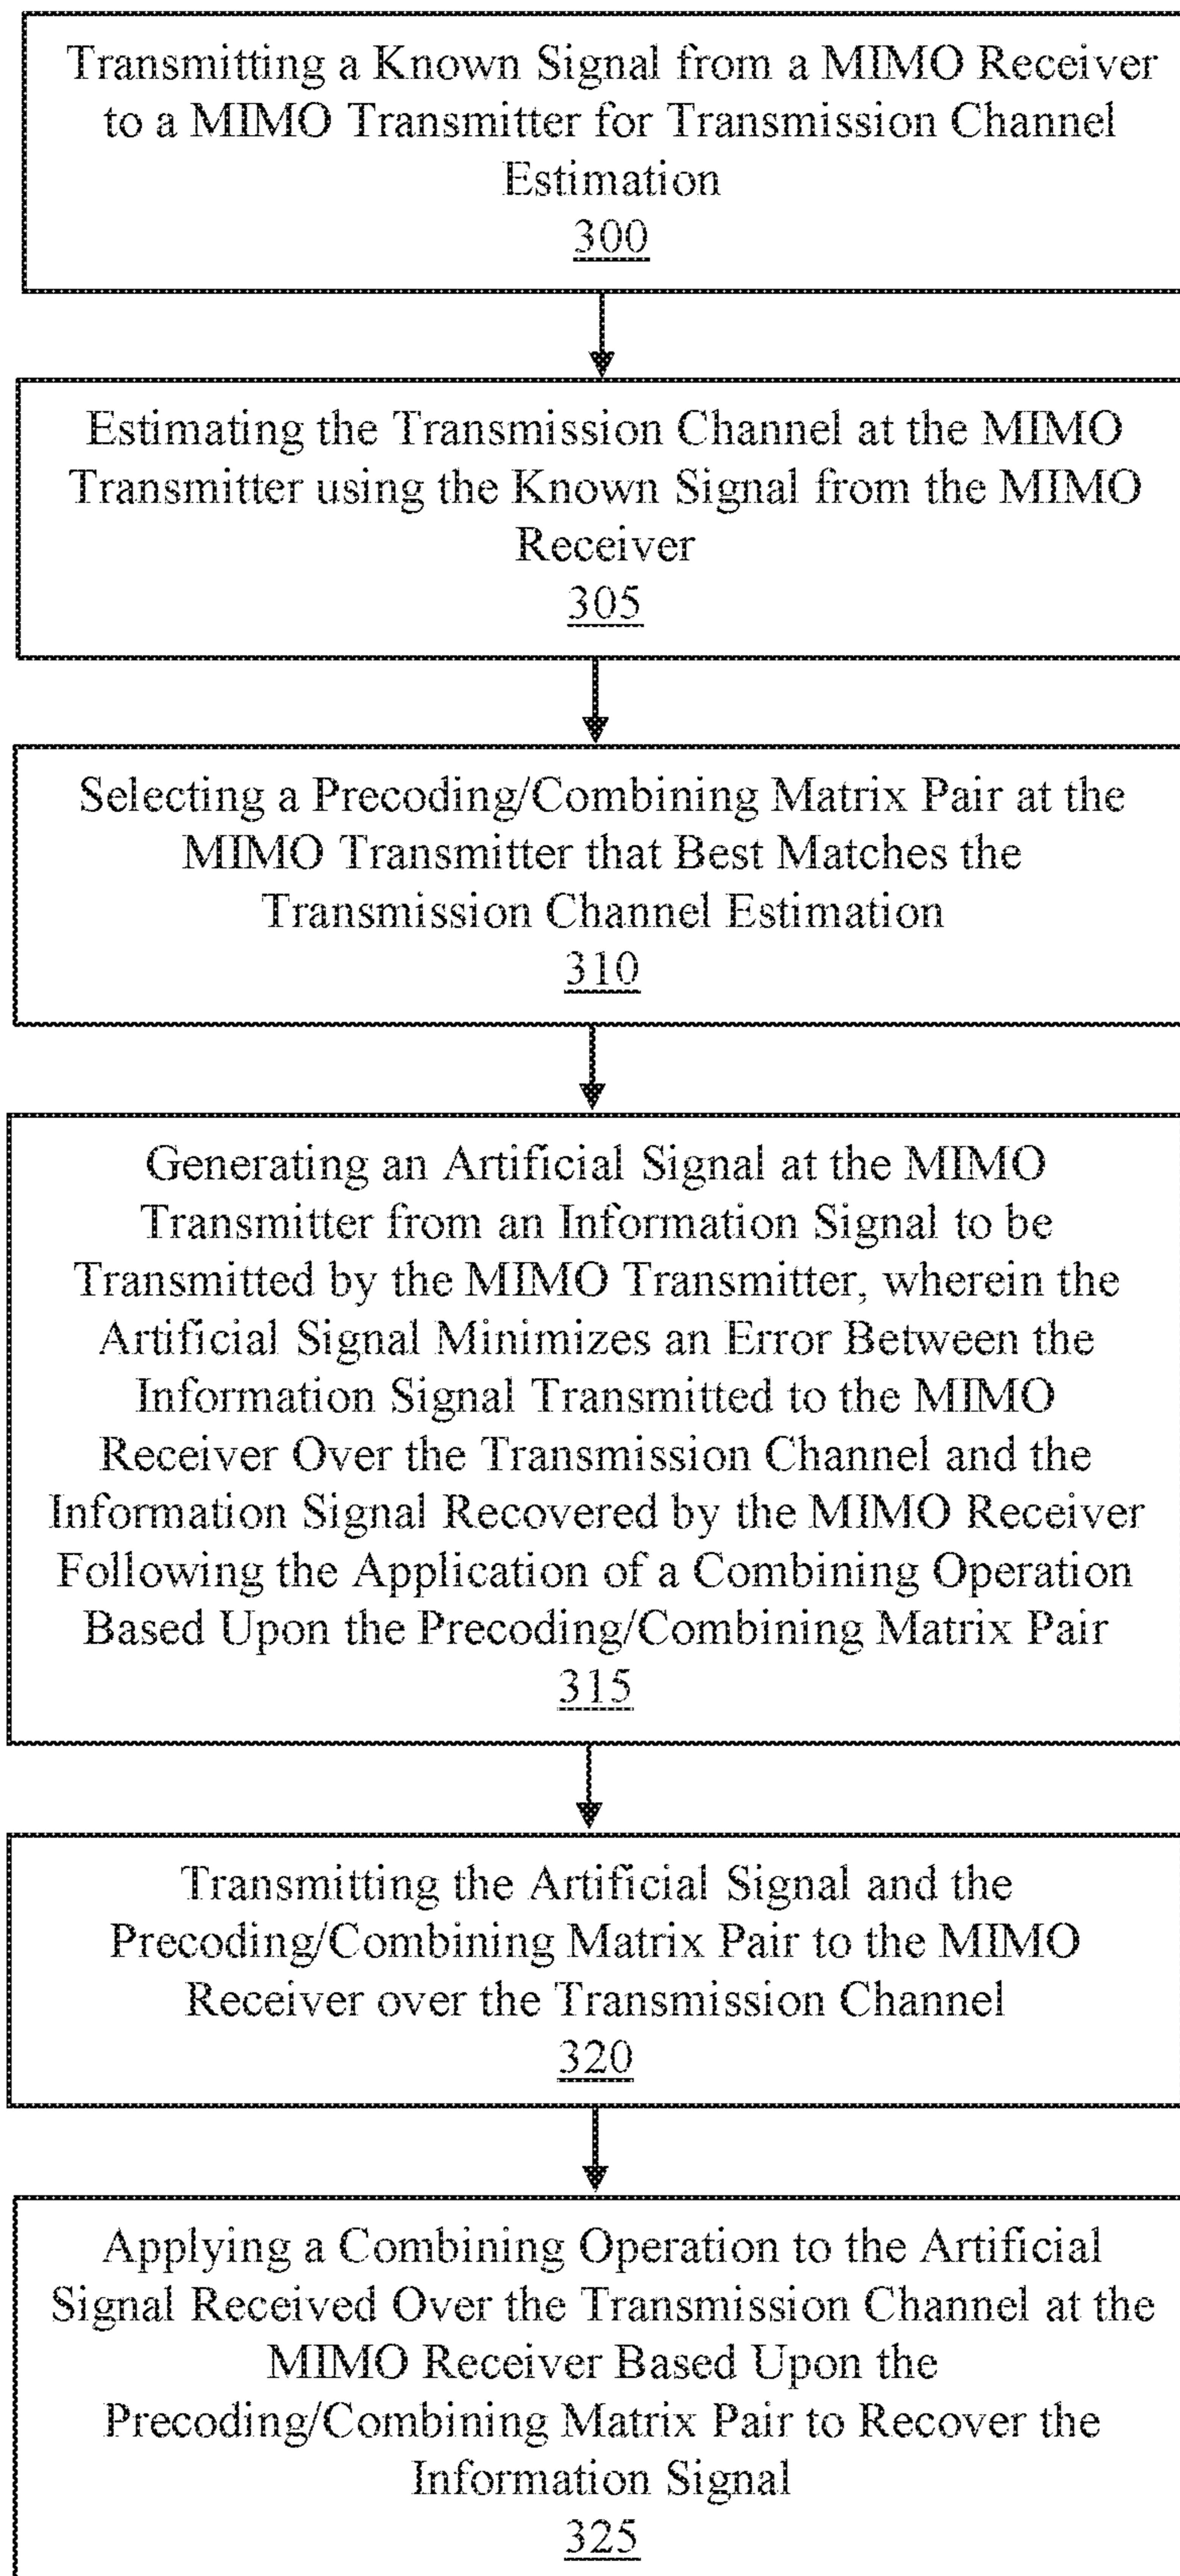 Transmitting a Known Signal from a MIMO Receiver
to a MIMO Transmitter for Transmission Channel
Estimation
300
Estimating the Transmission Channel at the MIMO
Transmitter using the Known Signal from the MIMO
Receiver
305
Selecting a Precoding/Combining Matrix Pair at the
MIMO Transmitter that Best Matches the
Transmission Channel Estimation
310
Generating an Artificial Signal at the MIMO
Transmitter from an Information Signal to be
Transmitted by the MIMO Transmitter, wherein the
Artificial Signal Minimizes an Error Between the
Information Signal Transmitted to the MIMO
Receiver Over the Transmission Channel and the
Information Signal Recovered by the MIMO Receiver
Following the Application of a Combining Operation
Based Upon the Precoding/Combining Matrix Pair
315
Transmitting the Artificial Signal and the
Precoding/Combining Matrix Pair to the MIMO
Receiver over the Transmission Channel
320
Applying a Combining Operation to the Artificial
Signal Received Over the Transmission Channel at the
MIMO Receiver Based Upon the
Precoding/Combining Matrix Pair to Recover the
Information Signal
325